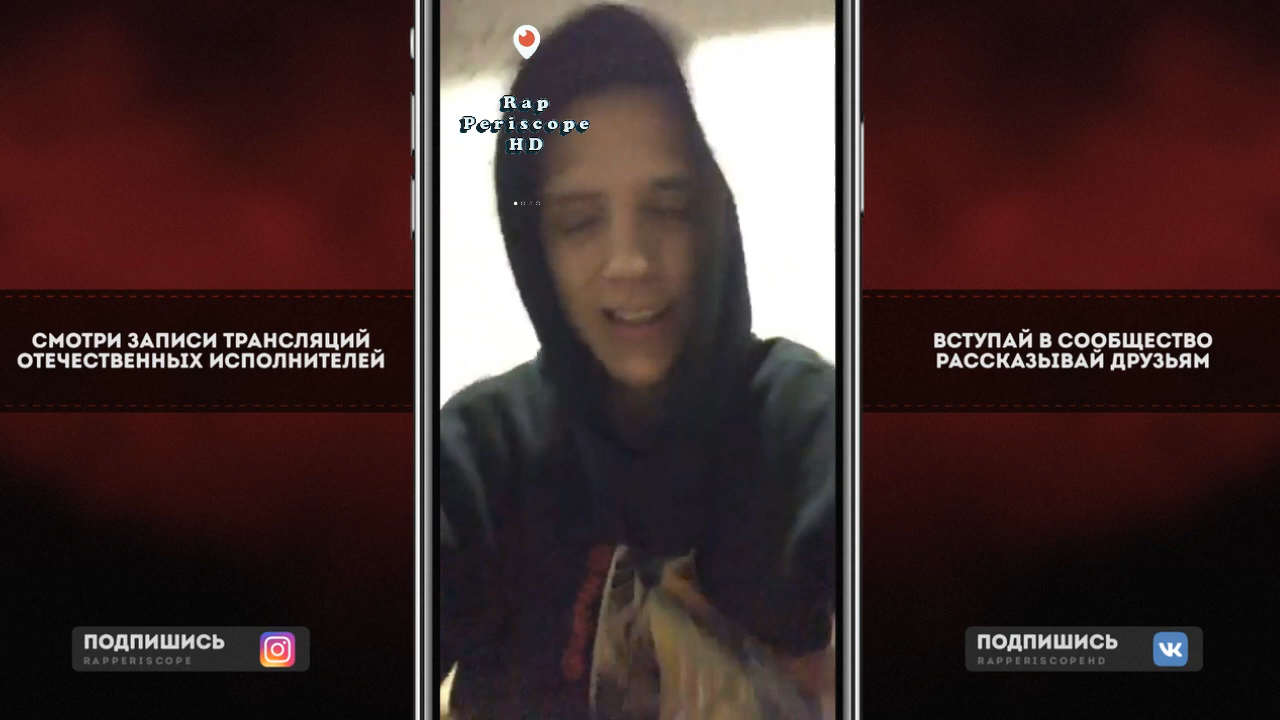 Rap
Periscope
HD
СМОТРИ ЗАПИСИ ТРАНСЛЯЦИЙ
ОТЕЧЕСТВЕННЫХ ИСПОЛНИТЕЛЕЙ
ВСТУПАЙ В СООБЩЕСТВО
РАССКАЗЫВАЙ ДРУЗЬЯМ
ПОДПИШИСЬ
RAPPERISCOPE
ПОДПИШИСЬ
RAPPERISCOPEHD